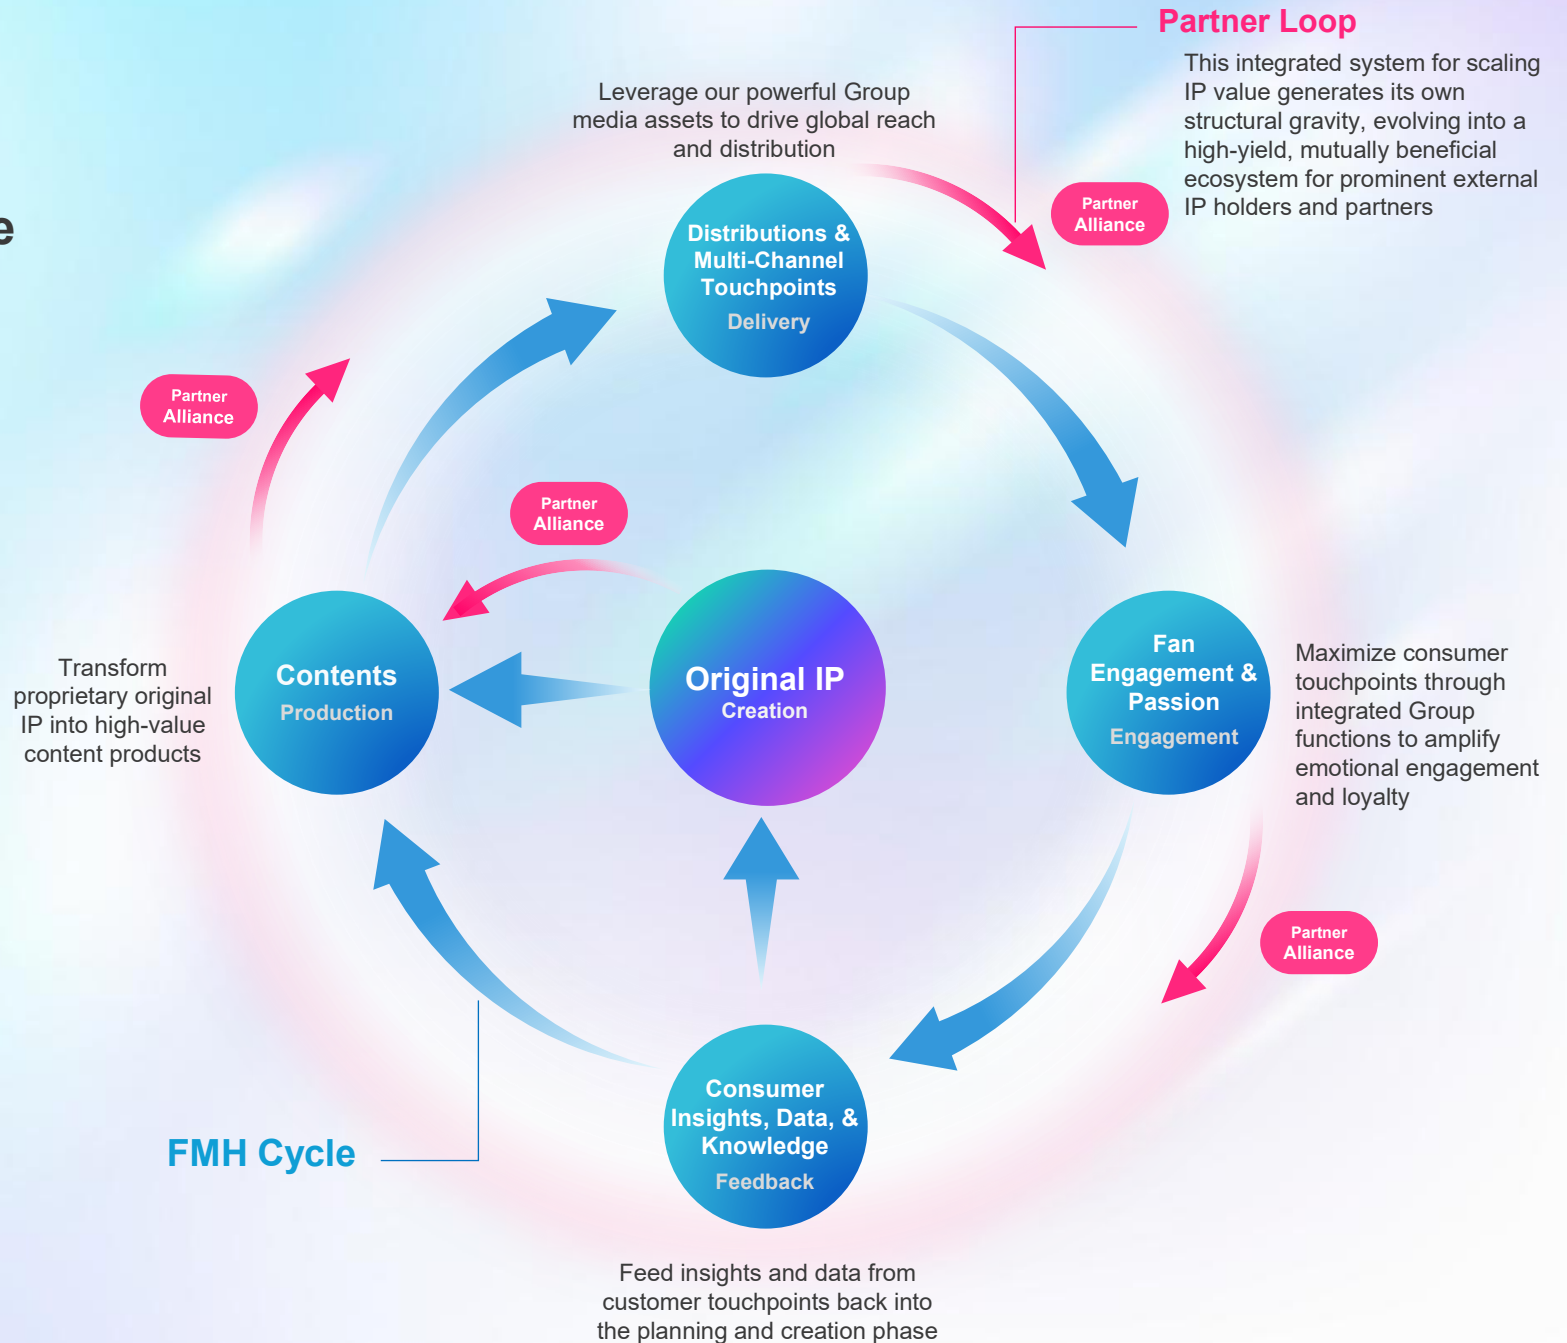 Partner Loop
This integrated system for scaling
IP value generates its own
structural gravity, evolving into a
high-yield, mutually beneficial
ecosystem for prominent external
IP holders and partners
Leverage our powerful Group
media assets to drive global reach
and distribution
Partner
Alliance
e
Distributions &
Multi-Channel
Touchpoints
Delivery
Partner
Alliance
Partner
Alliance
Transform
proprietary original
IP into high-value
content products
Contents
Production
Original IP
Creation
Fan
Engagement &
Passion
Engagement
Maximize consumer
touchpoints through
integrated Group
functions to amplify
emotional engagement
and loyalty
Partner
Alliance
FMH Cycle
Consumer
Insights, Data, &
Knowledge
Feedback
Feed insights and data from
customer touchpoints back into
the planning and creation phase